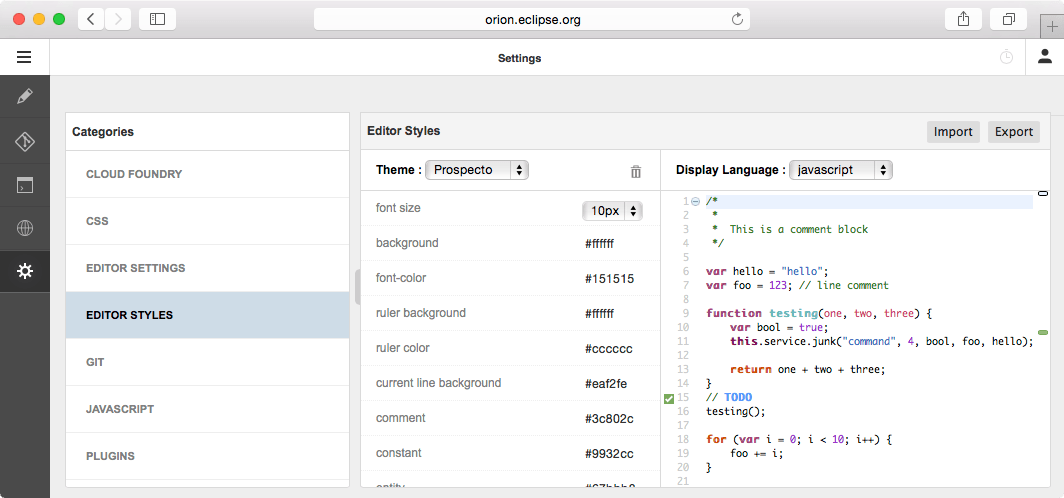 orion.eclipse.org
Settings
Categories
CLOUD FOUNDRY
CSS
EDITOR SETTINGS
EDITOR STYLES
GIT
JAVASCRIPT
PLUGINS
Editor Styles
Import
Export
Theme : Prospecto
font size 10px
background #ffffff
font-color #151515
ruler background #ffffff
ruler color #cccccc
current line background #eaf2fe
comment #3c802c
constant #9932cc
Display Language : javascript
1 /*
2 *
3 * This is a comment block
4 */
5
6 var hello = "hello";
7 var foo = 123; // line comment
8
9 function testing(one, two, three) {
10 var bool = true;
11 this.service.junk("command", 4, bool, foo, hello);
12
13 return one + two + three;
14 }
15 // TODO
16 testing();
17
18 for (var i = 0; i < 10; i++) {
19 foo += i;
20 }
21